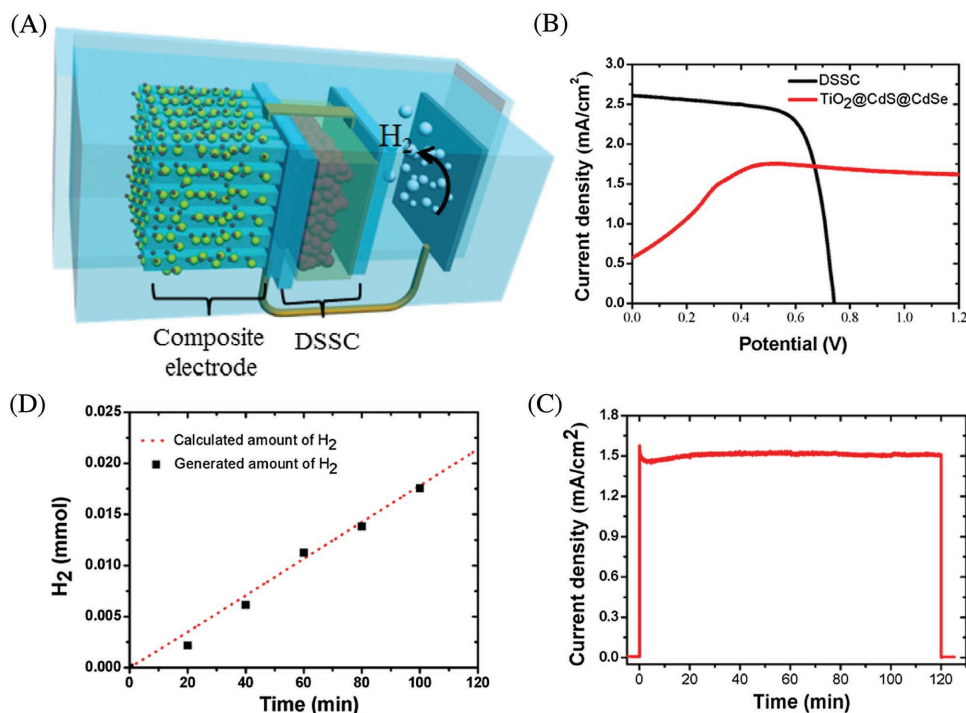 (A)
H₂
Composite
electrode
DSSC
(B)
Current density (mA/cm²)
3.0
2.5
2.0
1.5
1.0
0.5
0.0
DSSC
TiO₂@CdS@CdSe
0.0 0.2 0.4 0.6 0.8 1.0 1.2
Potential (V)
(D)
H₂ (mmol)
0.025
0.020
0.015
0.010
0.005
0.000
Calculated amount of H₂
Generated amount of H₂
0 20 40 60 80 100 120
Time (min)
(C)
Current density (mA/cm²)
1.8
1.5
1.2
0.9
0.6
0.3
0.0
0 20 40 60 80 100 120
Time (min)